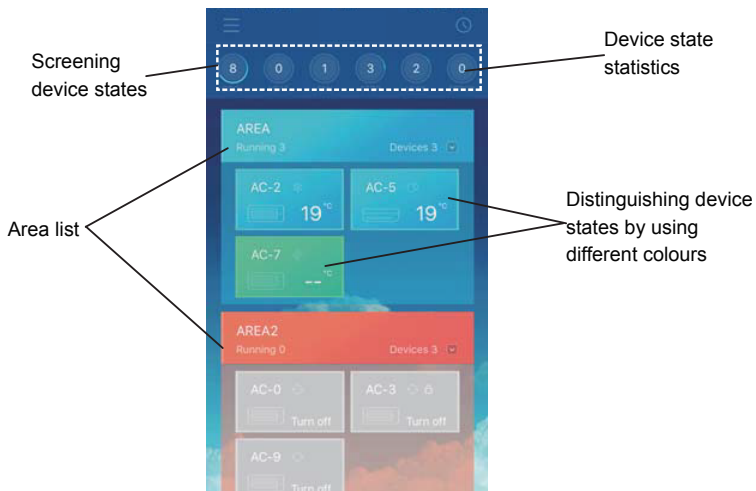 Screening
device states
Device state
statistics
8 0 1 3 2 0
AREA
Running 3 Devices 3
AC-2
19 °C
AC-5
19 °C
Area list
Distinguishing device
states by using
different colours
AC-7
-- °C
AREA2
Running 0 Devices 3
AC-0
Turn off
AC-3
Turn off
AC-9
Turn off